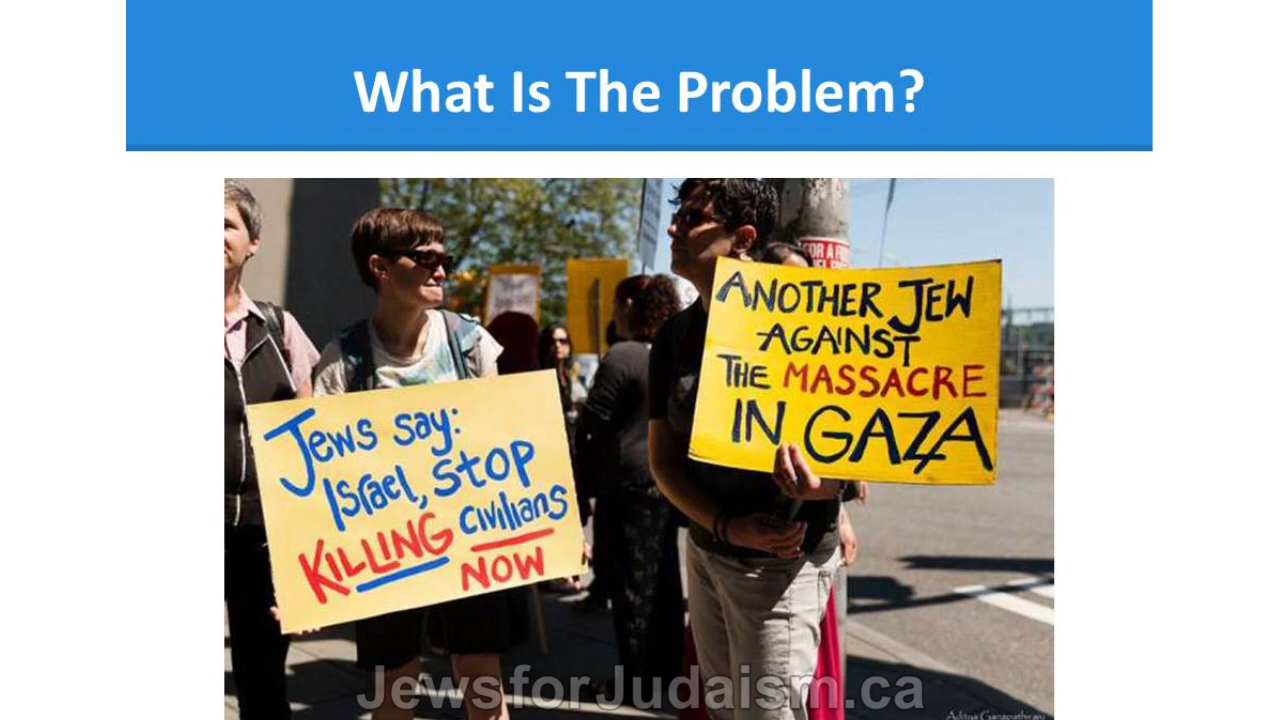 What Is The Problem?
Jews say:
Israel, STOP
KILLING civilians
NOW
ANOTHER JEW
AGAINST
THE MASSACRE
IN GAZA
FOR A
JewsforJudaism.ca